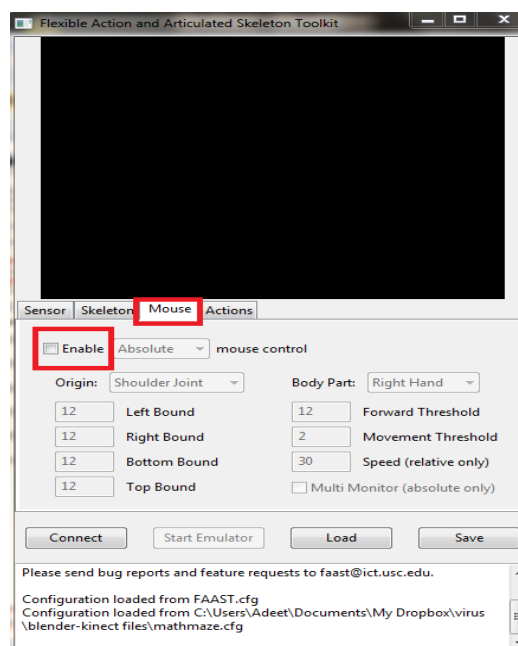 Flexible Action and Articulated Skeleton Toolkit
Sensor Skeleton Mouse Actions
Enable Absolute mouse control
Origin: Shoulder Joint Body Part: Right Hand
12 Left Bound 12 Forward Threshold
12 Right Bound 2 Movement Threshold
12 Bottom Bound 30 Speed (relative only)
12 Top Bound Multi Monitor (absolute only)
Connect Start Emulator Load Save
Please send bug reports and feature requests to faast@ict.usc.edu.
Configuration loaded from FAAST.cfg
Configuration loaded from C:\Users\Adeet\Documents\My Dropbox\virus
\blender-kinect files\mathmaze.cfg